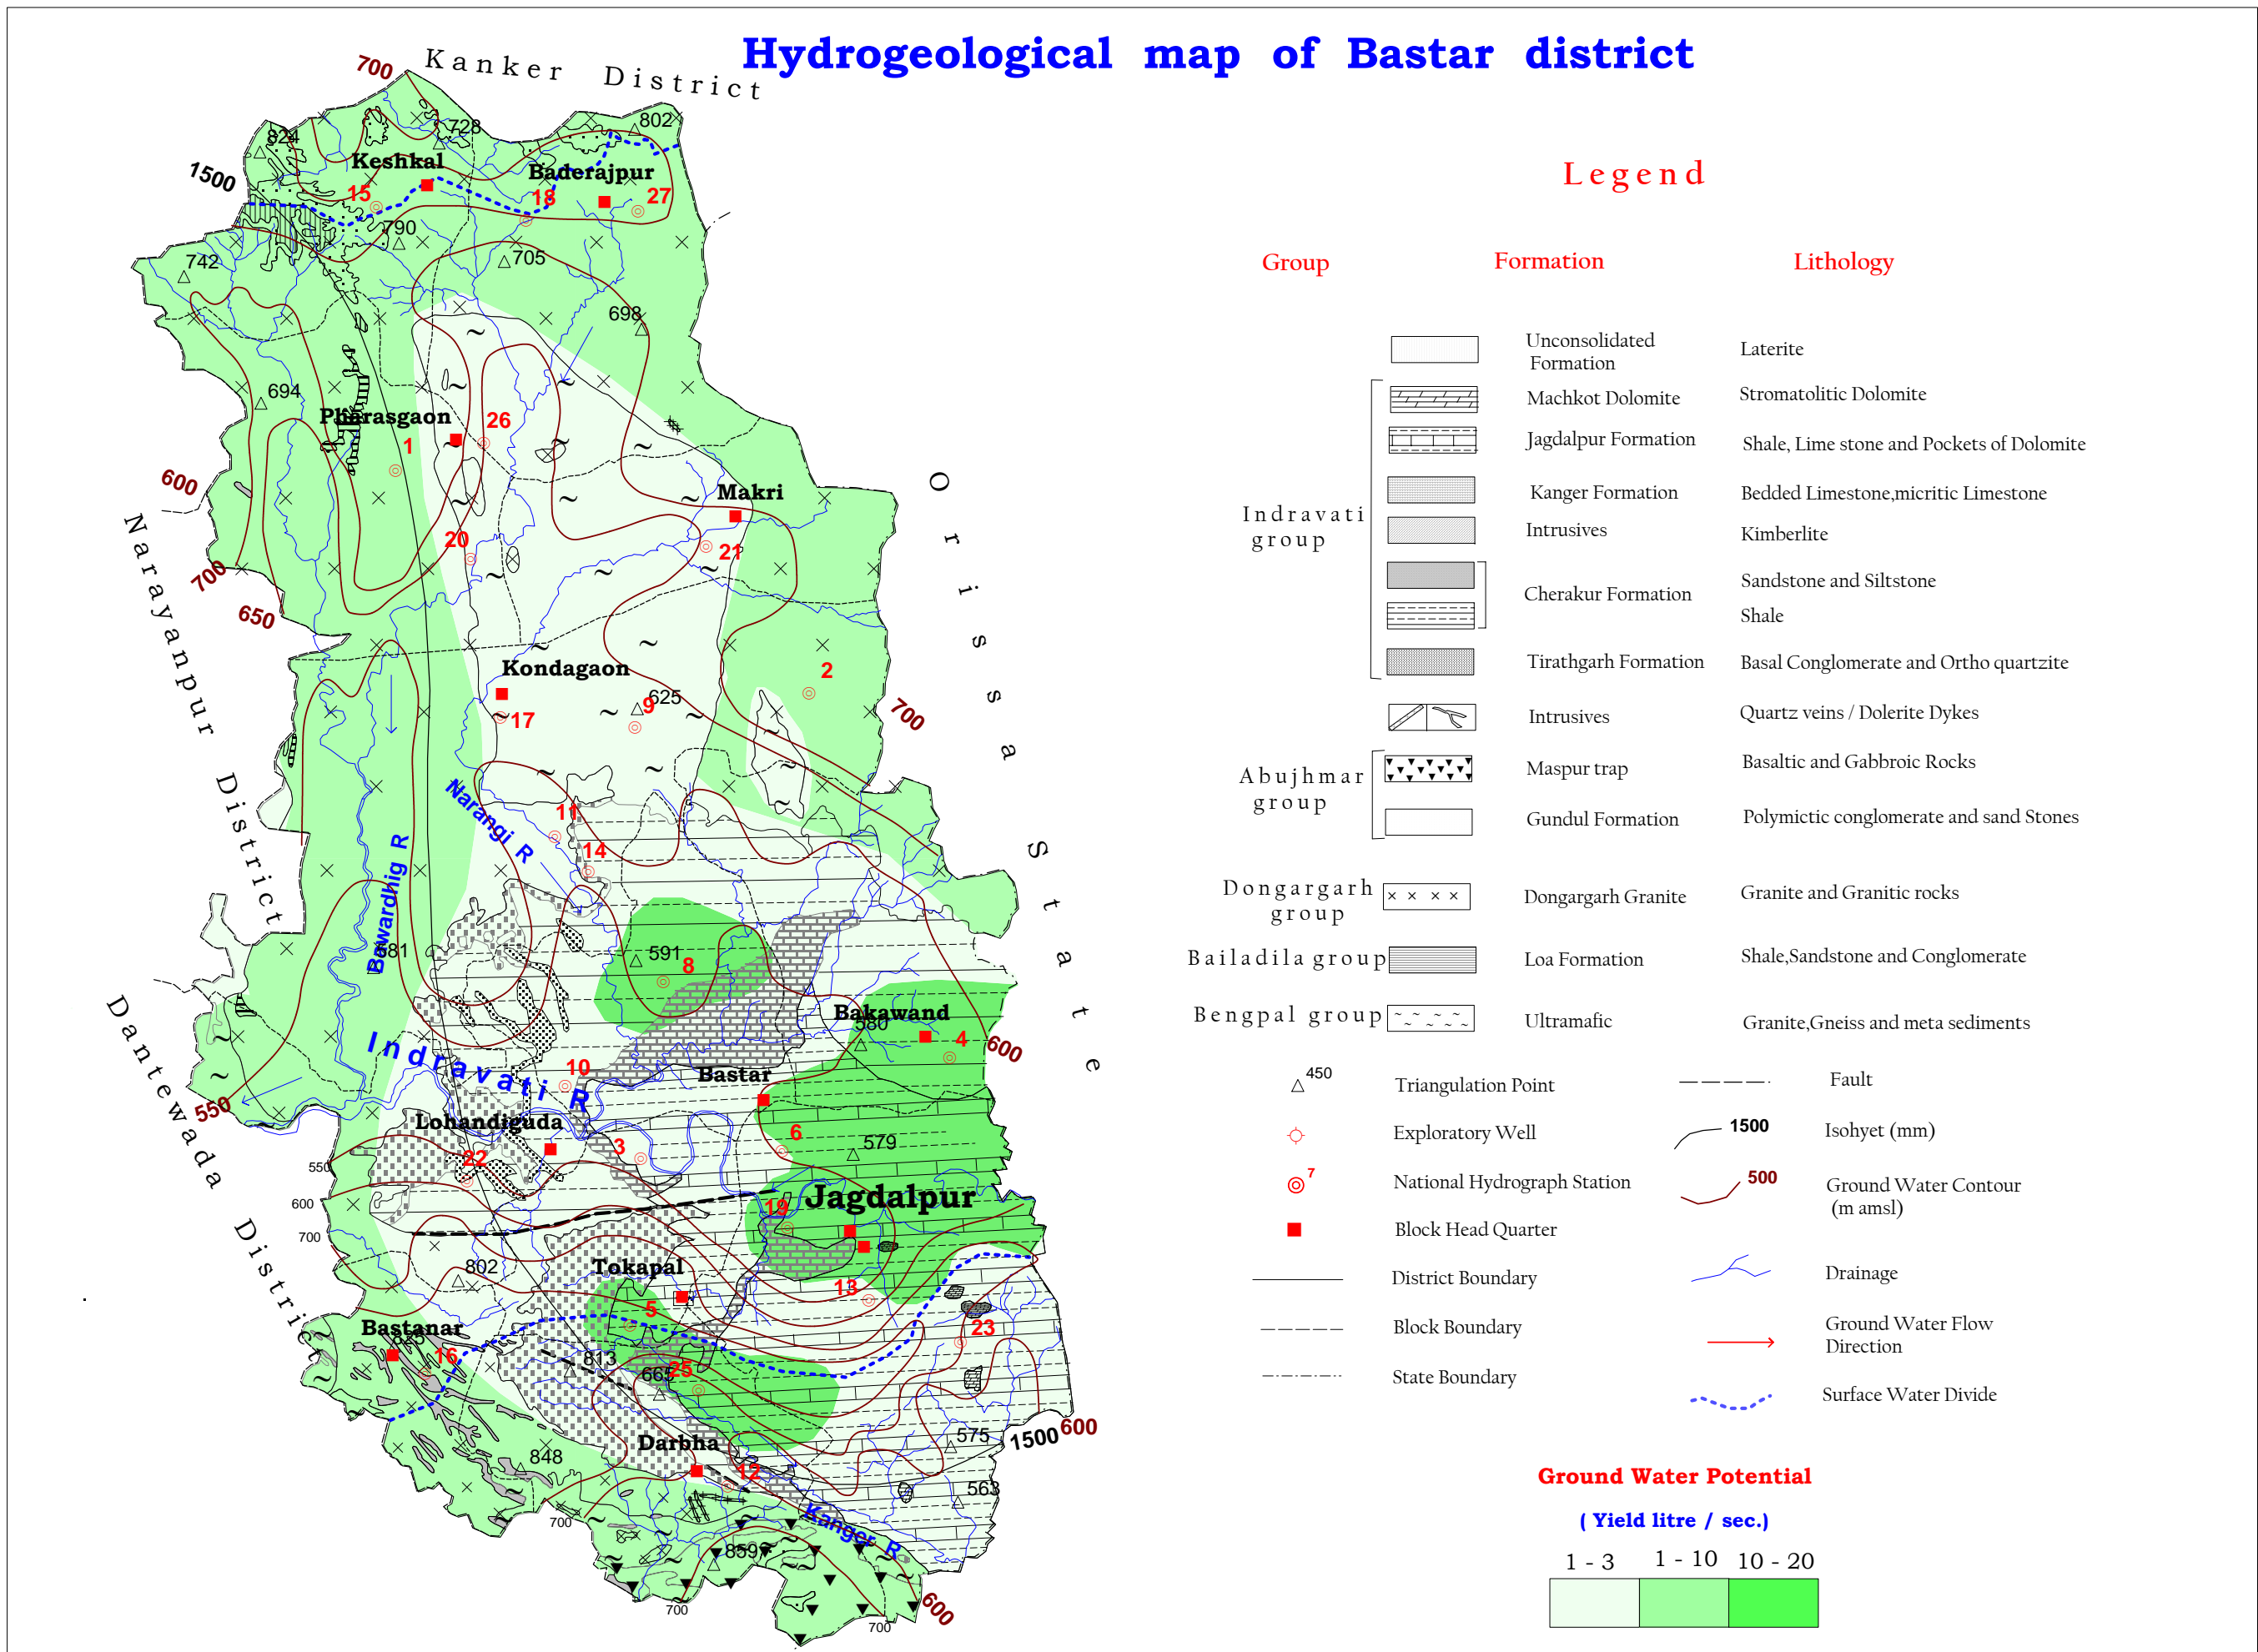 Hydrogeological map of Bastar district
Kanker District
700
824
728
802
1500
Keshkal
Baderajpur
15
18
27
790
742
705
698
694
Pharasgaon
26
1
600
Makri
20
21
700
650
Narayanpur District
Orissa State
Kondagaon
2
625
9
17
700
Narangi R
11
14
Bawardhig R
681
591
8
Bakawand
580
4
600
Indravati R
10
Bastar
550
Dantewada District
Lohandiguda
6
579
3
22
550
600
700
Jagdalpur
19
802
Tokapal
13
5
23
Bastanar
825
16
813
665
25
Darbha
575
1500
600
848
12
563
Kanger R
700
859
600
700
700
Legend
Group
Formation
Lithology
Unconsolidated
Formation
Laterite
Machkot Dolomite
Stromatolitic Dolomite
Jagdalpur Formation
Shale, Lime stone and Pockets of Dolomite
Kanger Formation
Bedded Limestone,micritic Limestone
Indravati
group
Intrusives
Kimberlite
Cherakur Formation
Sandstone and Siltstone
Shale
Tirathgarh Formation
Basal Conglomerate and Ortho quartzite
Intrusives
Quartz veins / Dolerite Dykes
Abujhmar
group
Maspur trap
Basaltic and Gabbroic Rocks
Gundul Formation
Polymictic conglomerate and sand Stones
Dongargarh
group
Dongargarh Granite
Granite and Granitic rocks
Bailadila group
Loa Formation
Shale,Sandstone and Conglomerate
Bengpal group
Ultramafic
Granite,Gneiss and meta sediments
450
Triangulation Point
Fault
Exploratory Well
1500
Isohyet (mm)
7
National Hydrograph Station
500
Ground Water Contour
(m amsl)
Block Head Quarter
District Boundary
Drainage
Block Boundary
Ground Water Flow
Direction
State Boundary
Surface Water Divide
Ground Water Potential
( Yield litre / sec.)
1 - 3
1 - 10
10 - 20